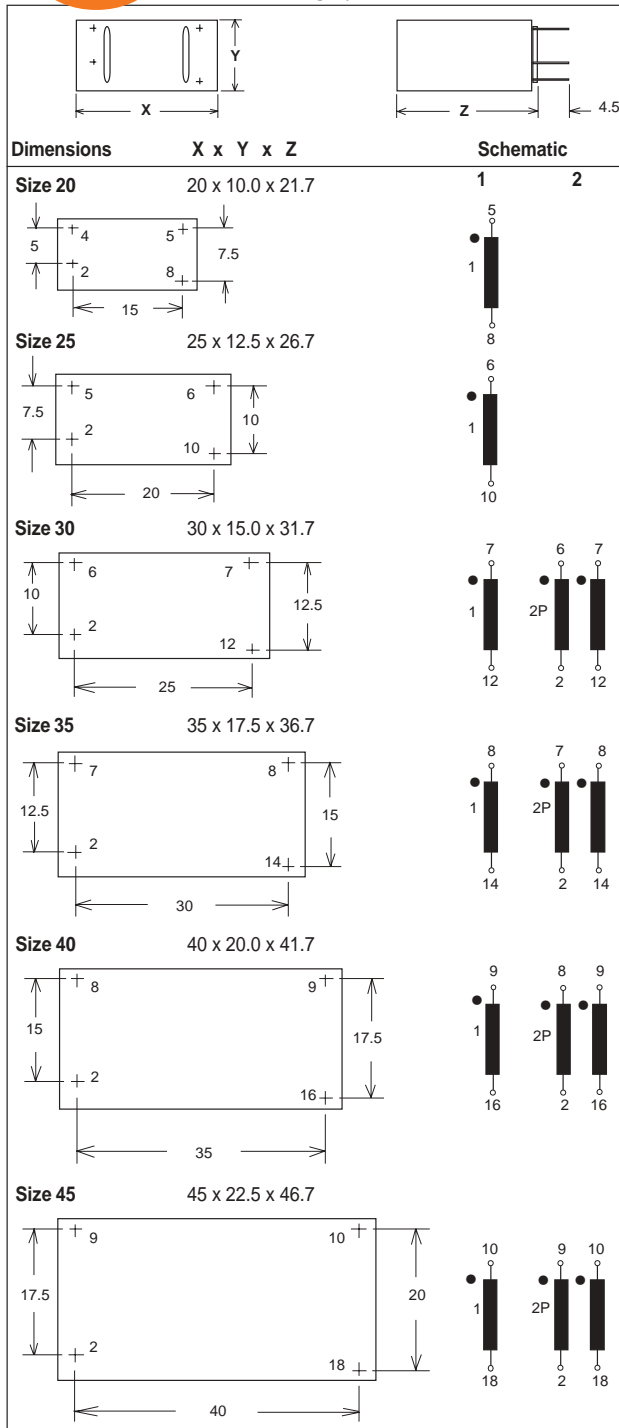 Y
X
Z
4.5
Dimensions X x Y x Z Schematic
1 2
Size 20 20 x 10.0 x 21.7
4 5
5 7.5
2 8
15
5
1
8
Size 25 25 x 12.5 x 26.7
5 6
7.5 10
2 10
20
6
1
10
Size 30 30 x 15.0 x 31.7
6 7
10 12.5
2 12
25
7 6 7
1 2P
12 2 12
Size 35 35 x 17.5 x 36.7
7 8
12.5 15
2 14
30
8 7 8
1 2P
14 2 14
Size 40 40 x 20.0 x 41.7
8 9
15 17.5
2 16
35
9 8 9
1 2P
16 2 16
Size 45 45 x 22.5 x 46.7
9 10
17.5 20
2 18
40
10 9 10
1 2P
18 2 18